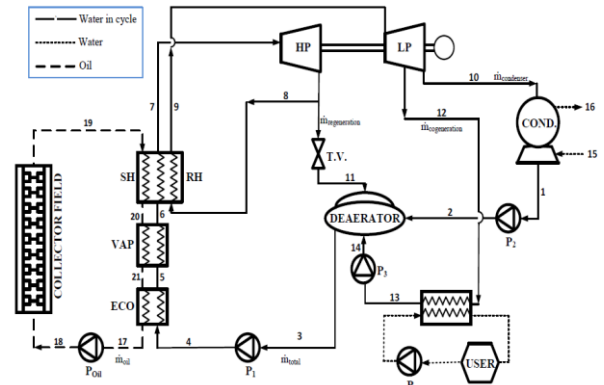 Water in cycle
Water
Oil
HP
LP
10
ṁcondenser
7
9
8
12
16
ṁregeneration
ṁcogeneration
COND.
19
T.V.
15
SH
RH
11
1
COLLECTOR FIELD
20
6
DEAERATOR
2
P2
VAP
14
21
5
P3
13
ECO
18
17
4
3
POil
ṁoil
P1
ṁtotal
P
USER